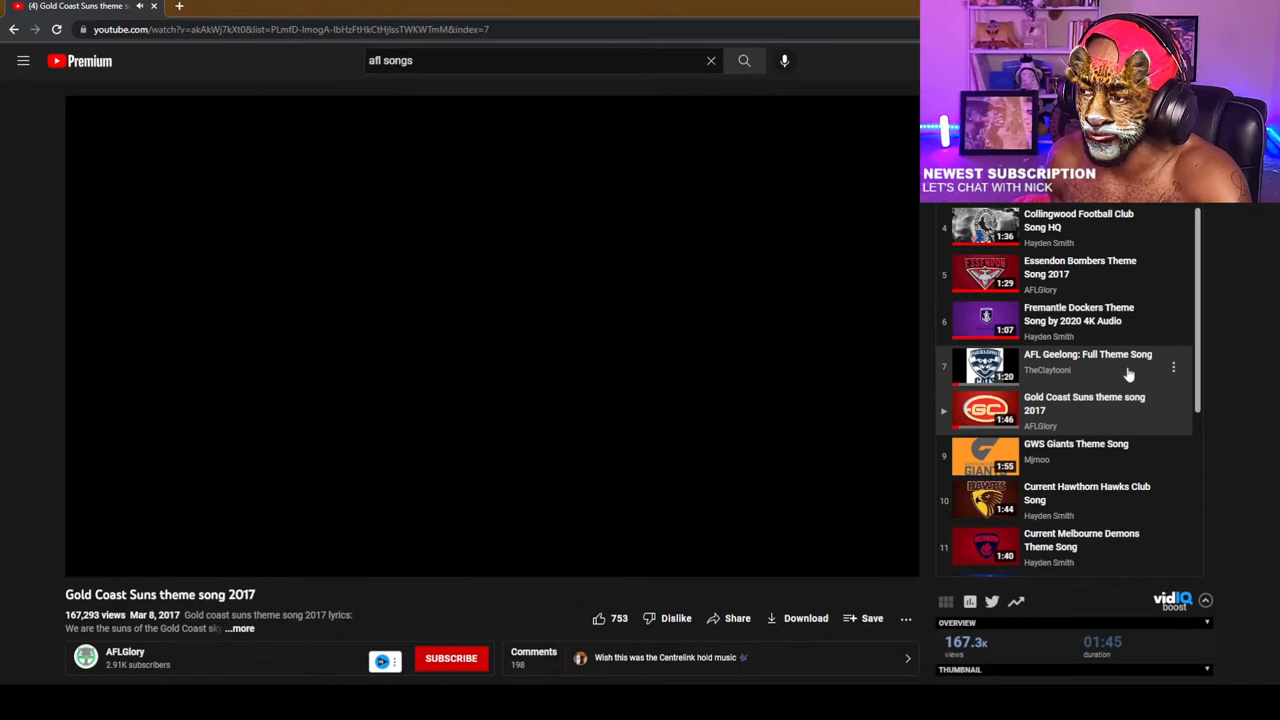 (4) Gold Coast Suns theme s
youtube.com/watch?v=akAkWj7kXt0&list=PLmfD-ImogA-IbHzFtHkCtHjlssTWKWTmM&index=7
Premium
afl songs
NEWEST SUBSCRIPTION
LET'S CHAT WITH NICK
4
1:36
Collingwood Football Club
Song HQ
Hayden Smith
5
ESSENDON
1:29
Essendon Bombers Theme
Song 2017
AFLGlory
6
1:07
Fremantle Dockers Theme
Song by 2020 4K Audio
Hayden Smith
7
CATS
1:20
AFL Geelong: Full Theme Song
TheClaytooni
GC
1:46
Gold Coast Suns theme song
2017
AFLGlory
9
GIANTS
1:55
GWS Giants Theme Song
Mjmoo
10
HAWKS
1:44
Current Hawthorn Hawks Club
Song
Hayden Smith
11
1:40
Current Melbourne Demons
Theme Song
Hayden Smith
Gold Coast Suns theme song 2017
167,293 views Mar 8, 2017 Gold coast suns theme song 2017 lyrics:
We are the suns of the Gold Coast sky ...more
753
Dislike
Share
Download
Save
AFLGlory
2.91K subscribers
SUBSCRIBE
Comments
198
Wish this was the Centrelink hold music
vidIQ
boost
OVERVIEW
167.3K
views
01:45
duration
THUMBNAIL